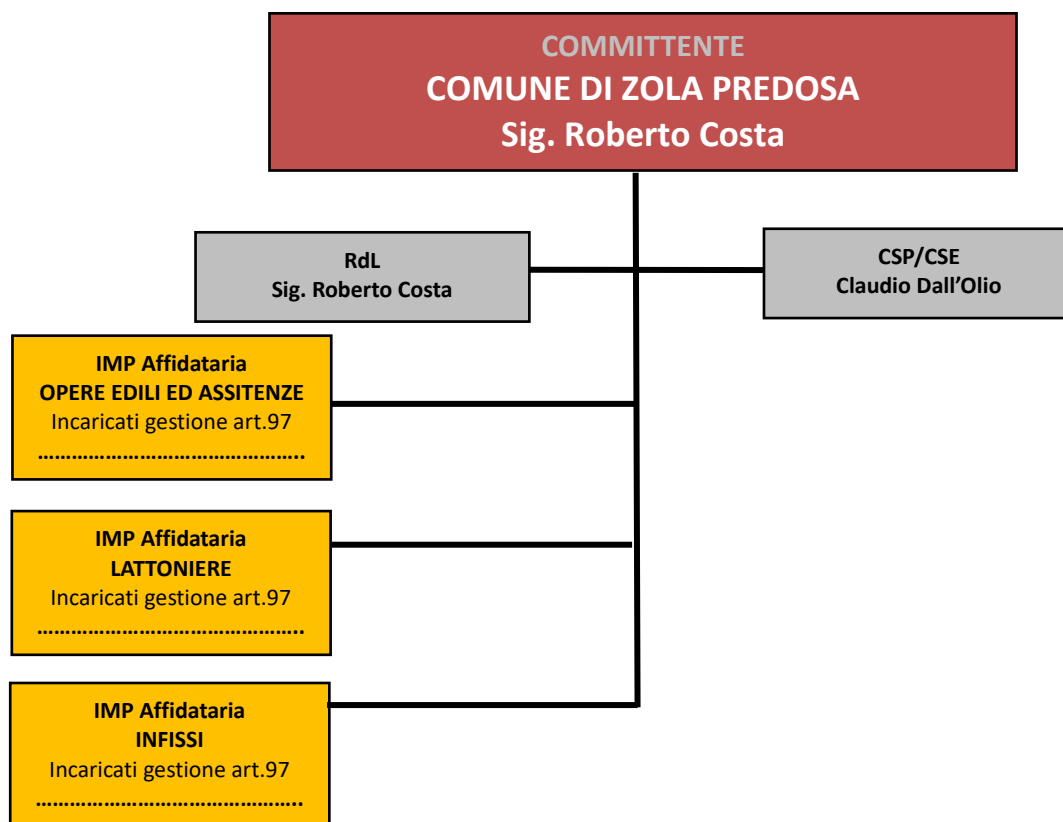 COMMITTENTE
COMUNE DI ZOLA PREDOSA
Sig. Roberto Costa
RdL
Sig. Roberto Costa
CSP/CSE
Claudio Dall’Olio
IMP Affidataria
OPERE EDILI ED ASSITENZE
Incaricati gestione art.97
………………………………………..
IMP Affidataria
LATTONIERE
Incaricati gestione art.97
………………………………………..
IMP Affidataria
INFISSI
Incaricati gestione art.97
………………………………………..